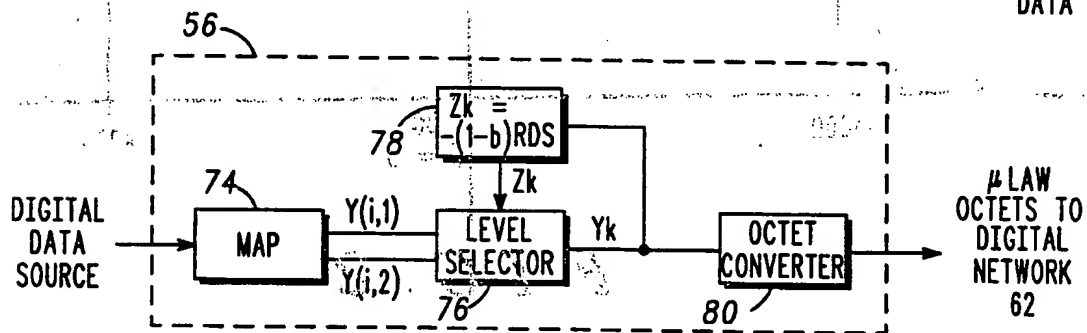 DATA
56
Zk =
-(1-b)RDS
78
Zk
74
DIGITAL
DATA
SOURCE
MAP
Y(i,1)
Y(i,2)
LEVEL
SELECTOR
76
Yk
OCTET
CONVERTER
80
μLAW
OCTETS TO
DIGITAL
NETWORK
62